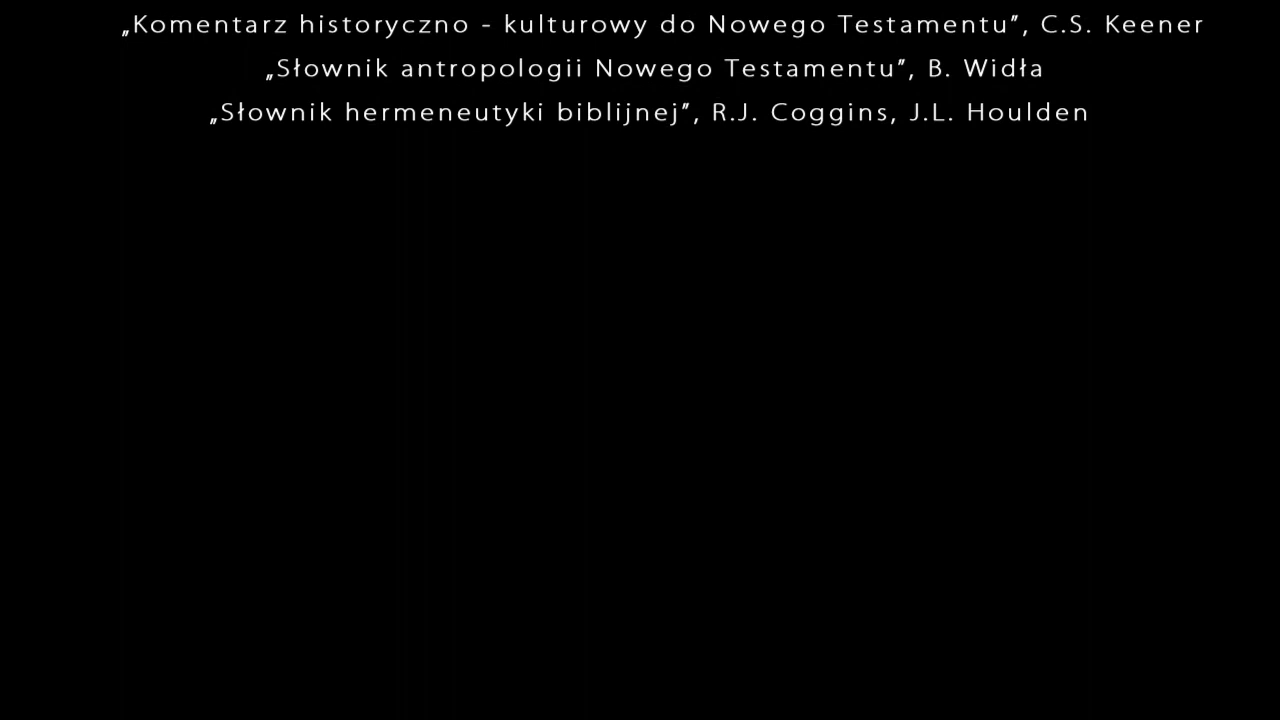 „Komentarz historyczno - kulturowy do Nowego Testamentu”, C.S. Keener
„Słownik antropologii Nowego Testamentu”, B. Widła
„Słownik hermeneutyki biblijnej”, R.J. Coggins, J.L. Houlden